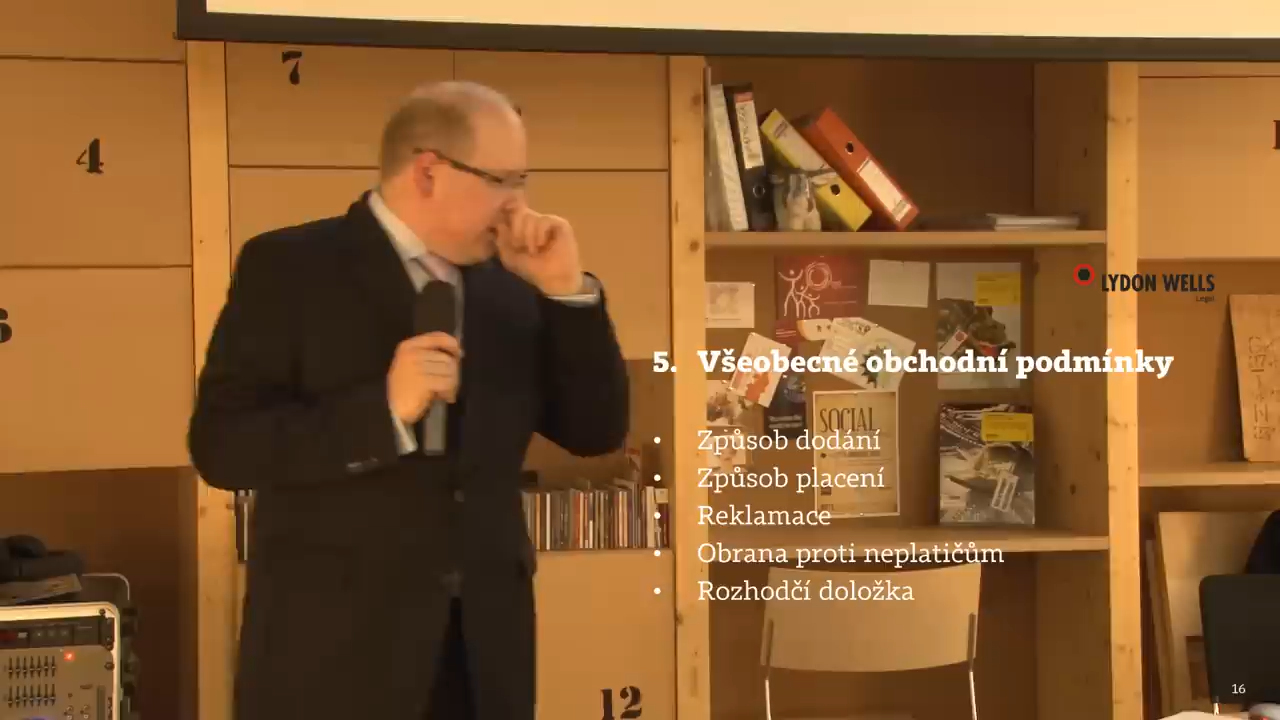 7
4
LYDON WELLS
Legal
5. Všeobecné obchodní podmínky
SOCIAL
• Způsob dodání
• Způsob placení
• Reklamace
• Obrana proti neplatičům
• Rozhodčí doložka
12
16